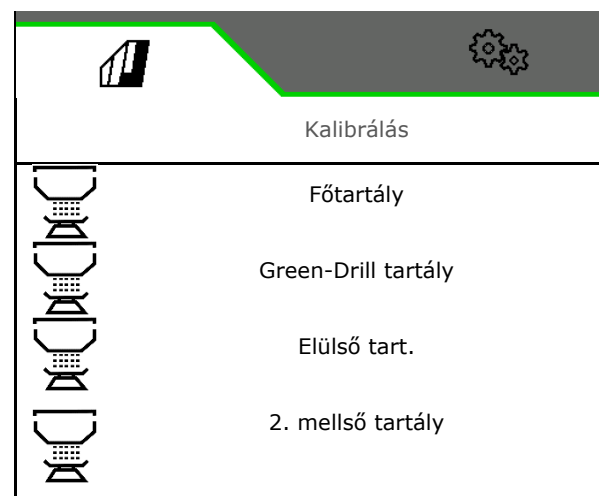 Kalibrálás
Főtartály
Green-Drill tartály
Elülső tart.
2. mellső tartály